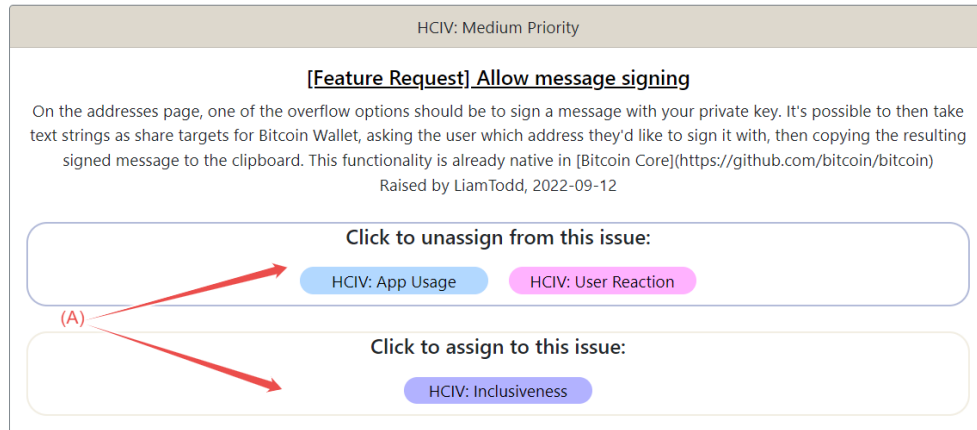 HCIV: Medium Priority
[Feature Request] Allow message signing
On the addresses page, one of the overflow options should be to sign a message with your private key. It's possible to then take
text strings as share targets for Bitcoin Wallet, asking the user which address they'd like to sign it with, then copying the resulting
signed message to the clipboard. This functionality is already native in [Bitcoin Core](https://github.com/bitcoin/bitcoin)
Raised by LiamTodd, 2022-09-12
Click to unassign from this issue:
HCIV: App Usage HCIV: User Reaction
(A)
Click to assign to this issue:
HCIV: Inclusiveness